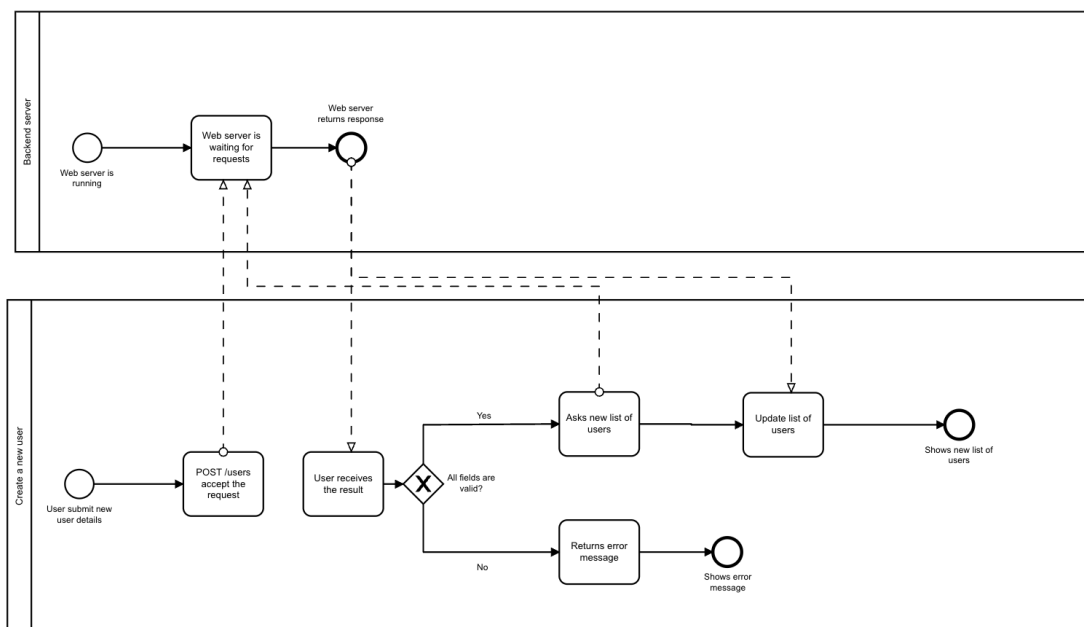 Backend server
Web server is
running
Web server is
waiting for
requests
Web server
returns response
Create a new user
User submit new
user details
POST /users
accept the
request
User receives
the result
All fields are
valid?
Yes
No
Asks new list of
users
Update list of
users
Shows new list of
users
Returns error
message
Shows error
message